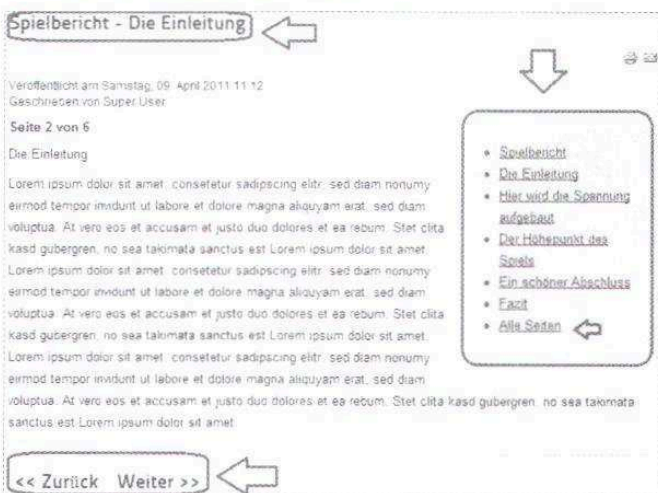 Spielbericht - Die Einleitung
Veröffentlicht am Samstag, 09. April 2011 11:12
Geschrieben von Super User
Seite 2 von 6
Die Einleitung
Lorem ipsum dolor sit amet, consetetur sadipscing elitr, sed diam nonumy
eirmod tempor invidunt ut labore et dolore magna aliquyam erat, sed diam
voluptua. At vero eos et accusam et justo duo dolores et ea rebum. Stet clita
kasd gubergren, no sea takimata sanctus est Lorem ipsum dolor sit amet.
Lorem ipsum dolor sit amet, consetetur sadipscing elitr, sed diam nonumy
eirmod tempor invidunt ut labore et dolore magna aliquyam erat, sed diam
voluptua. At vero eos et accusam et justo duo dolores et ea rebum. Stet clita
kasd gubergren, no sea takimata sanctus est Lorem ipsum dolor sit amet.
Lorem ipsum dolor sit amet, consetetur sadipscing elitr, sed diam nonumy
eirmod tempor invidunt ut labore et dolore magna aliquyam erat, sed diam
voluptua. At vero eos et accusam et justo duo dolores et ea rebum. Stet clita kasd gubergren, no sea takimata
sanctus est Lorem ipsum dolor sit amet.
• Spielbericht
• Die Einleitung
• Hier wird die Spannung
aufgebaut
• Der Höhepunkt des
Spiels
• Ein schöner Abschluss
• Fazit
• Alle Seiten
<< Zurück Weiter >>